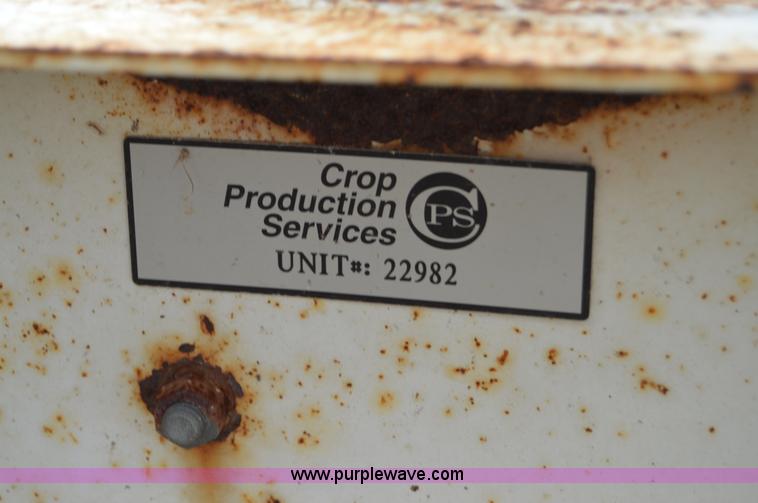 Crop
Production
Services
CPS
UNIT#: 22982
www.purplewave.com